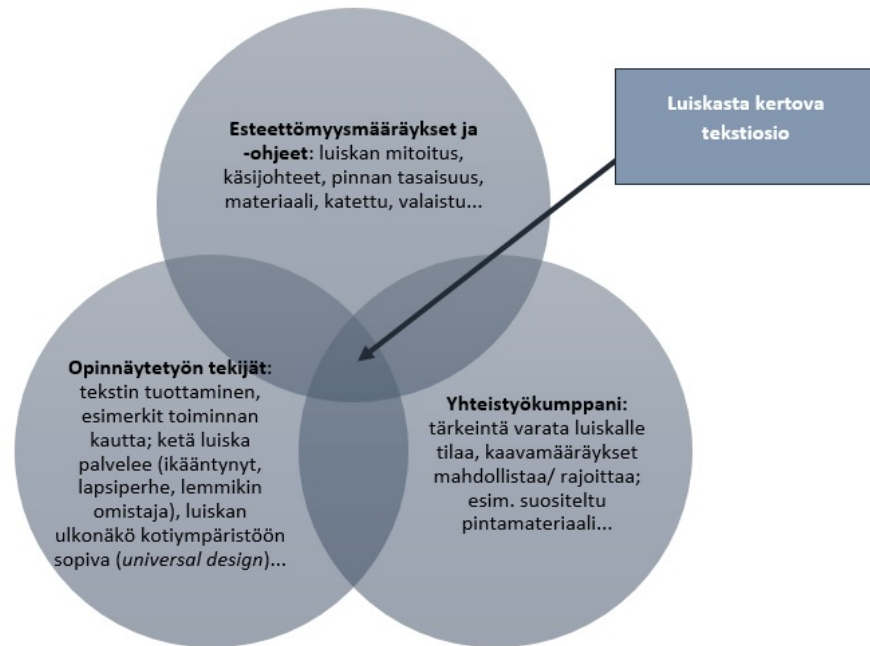 Esteettömyysmääräykset ja
-ohjeet: luiskan mitoitus,
käsijohteet, pinnan tasaisuus,
materiaali, katettu, valaistu...
Luiskasta kertova
tekstiosio
Opinnäytetyön tekijät:
tekstin tuottaminen,
esimerkit toiminnan
kautta; ketä luiska
palvelee (ikääntynyt,
lapsiperhe, lemmikin
omistaja), luiskan
ulkonäkö kotiympäristöön
sopiva (universal design)...
Yhteistyökumppani:
tärkeintä varata luiskalle
tilaa, kaavamääräykset
mahdollistaa/ rajoittaa;
esim. suositeltu
pintamateriaali...